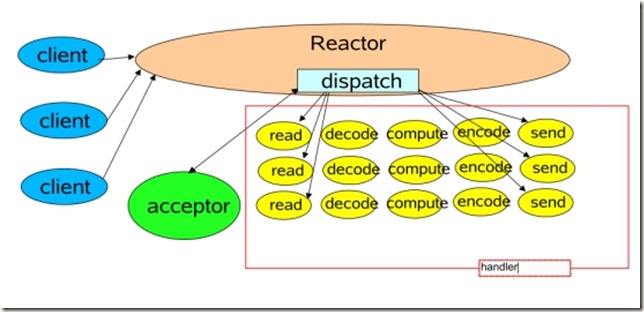 Reactor
client
dispatch
client
read decode compute encode send
read decode compute encode send
client
acceptor
read decode compute encode send
handler